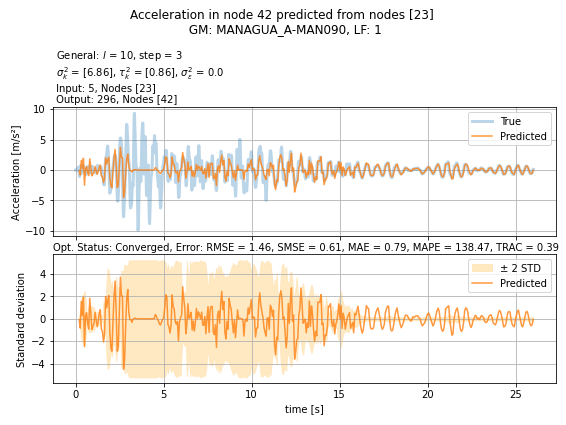 Acceleration in node 42 predicted from nodes [23]
GM: MANAGUA_A-MAN090, LF: 1
General: l = 10, step = 3
σ²ₖ = [6.86], τ²ₖ = [0.86], σ²ε = 0.0
Input: 5, Nodes [23]
Output: 296, Nodes [42]
10
5
0
−5
−10
Acceleration [m/s²]
True
Predicted
Opt. Status: Converged, Error: RMSE = 1.46, SMSE = 0.61, MAE = 0.79, MAPE = 138.47, TRAC = 0.39
4
2
0
−2
−4
Standard deviation
± 2 STD
Predicted
0 5 10 15 20 25
time [s]